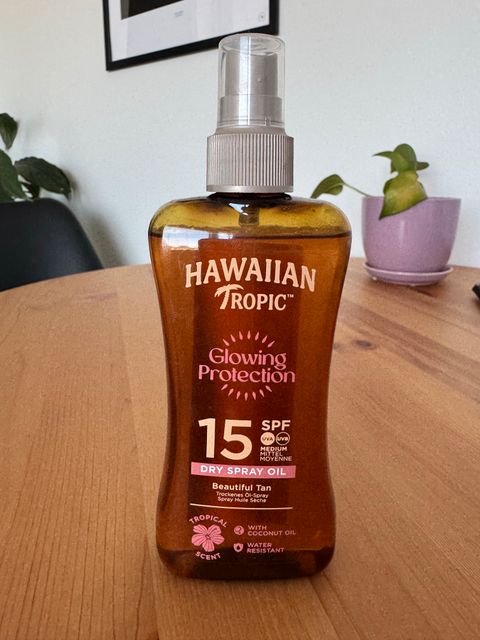 HAWAIIAN
TROPIC™
Glowing
Protection
15 SPF
UVA UVB
MEDIUM
MITTEL
MOYENNE
DRY SPRAY OIL
Beautiful Tan
Trockenes Öl-Spray
Spray Huile Sèche
TROPICAL
SCENT
WITH
COCONUT OIL
WATER
RESISTANT